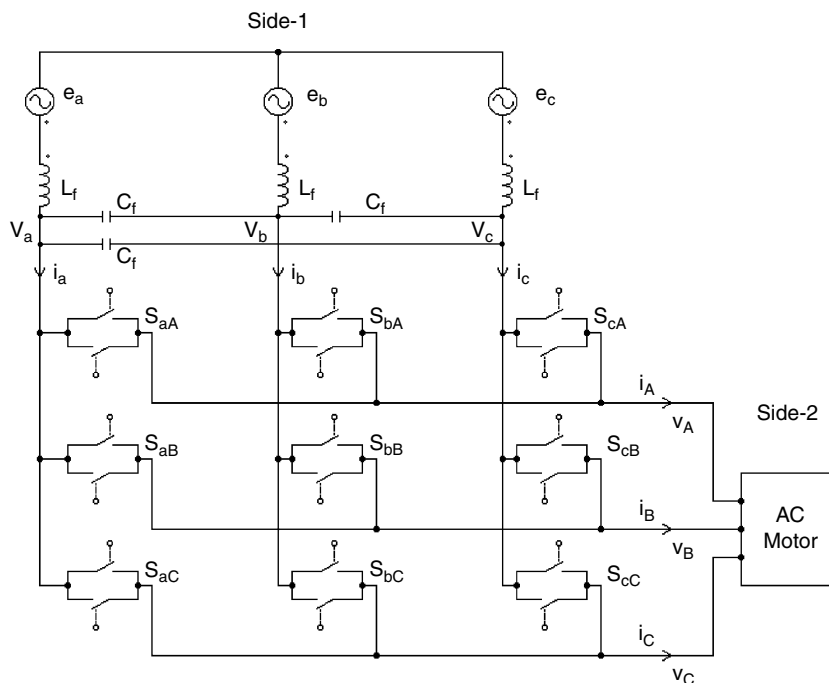 Side-1
e_a e_b e_c
L_f L_f L_f
C_f C_f
V_a V_b V_c
C_f
i_a i_b i_c
S_aA S_bA S_cA
i_A
v_A
Side-2
S_aB S_bB S_cB
i_B
v_B
AC
Motor
S_aC S_bC S_cC
i_C
v_C